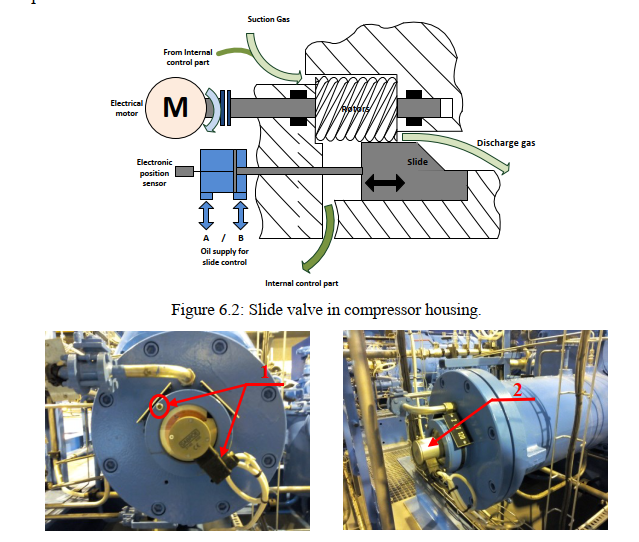 Suction Gas
From Internal
control part
Electrical
motor
M
Rotors
Discharge gas
Slide
Electronic
position
sensor
A / B
Oil supply for
slide control
Internal control part
Figure 6.2: Slide valve in compressor housing.
1
2